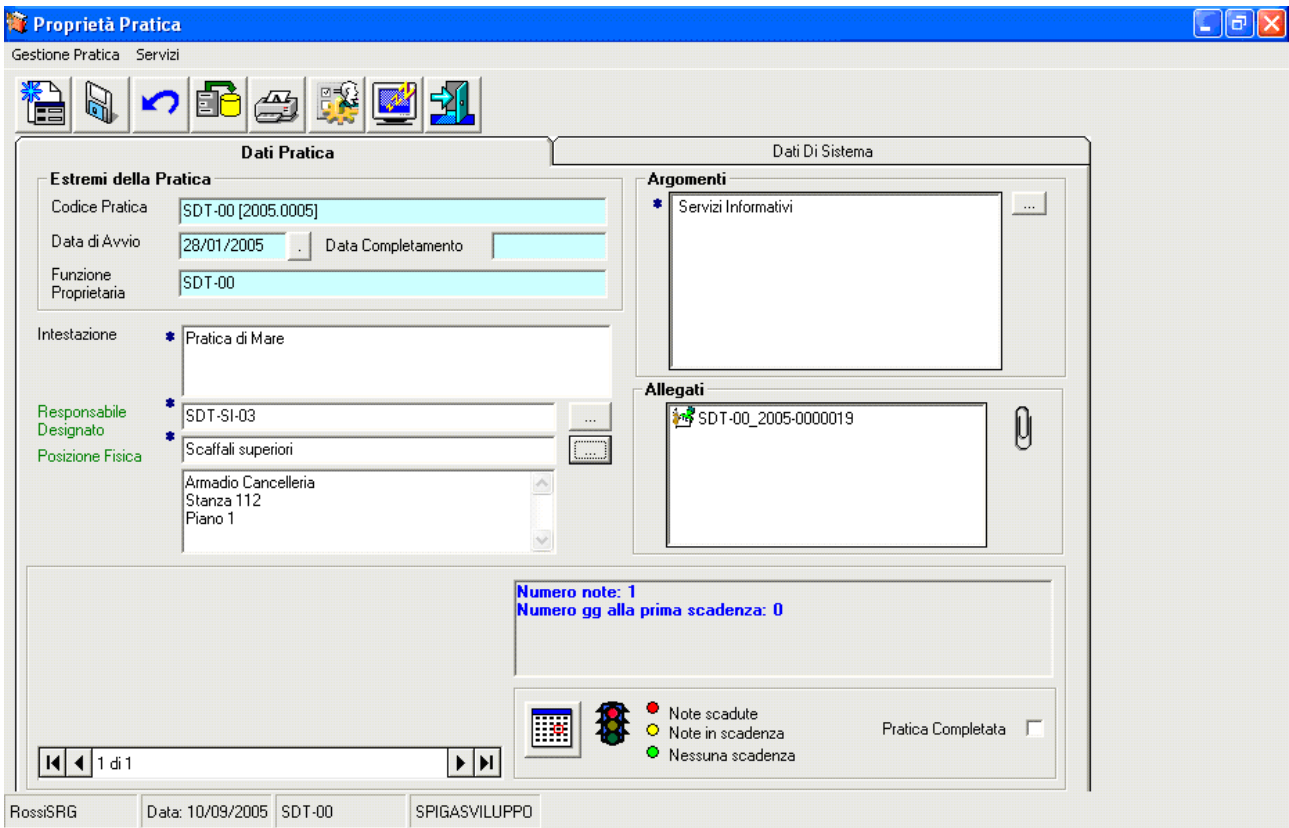 Proprietà Pratica
Gestione Pratica Servizi
Dati Pratica
Dati Di Sistema
Estremi della Pratica
Codice Pratica
SDT-00 [2005.0005]
Data di Avvio
28/01/2005
.
Data Completamento
Funzione
Proprietaria
SDT-00
Intestazione
* Pratica di Mare
Responsabile
Designato
* SDT-SI-03
...
Posizione Fisica
* Scaffali superiori
...
Armadio Cancelleria
Stanza 112
Piano 1
Argomenti
* Servizi Informativi
...
Allegati
SDT-00_2005-0000019
Numero note: 1
Numero gg alla prima scadenza: 0
Note scadute
Note in scadenza
Nessuna scadenza
Pratica Completata
1 di 1
RossiSRG
Data: 10/09/2005
SDT-00
SPIGASVILUPPO